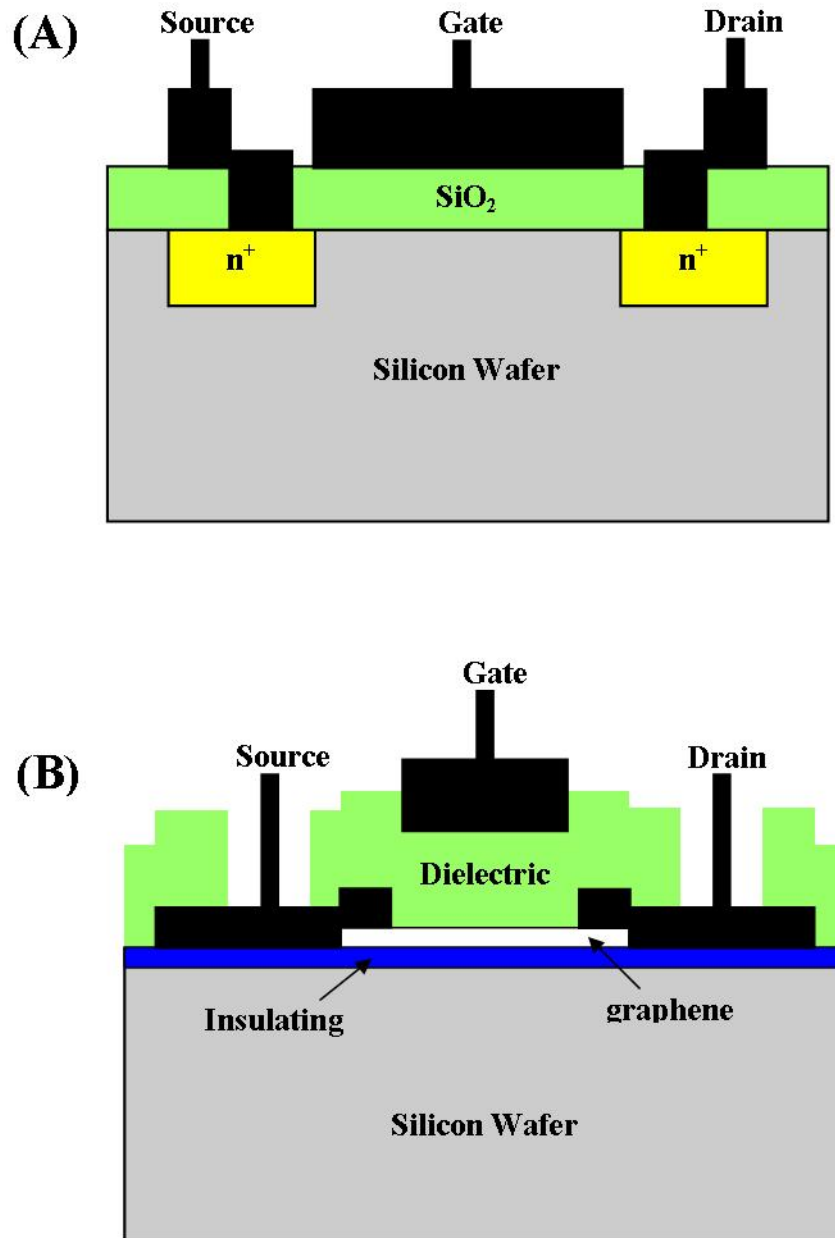 (A)
Source Gate Drain
SiO₂
n⁺ n⁺
Silicon Wafer
Gate
(B)
Source Drain
Dielectric
Insulating graphene
Silicon Wafer